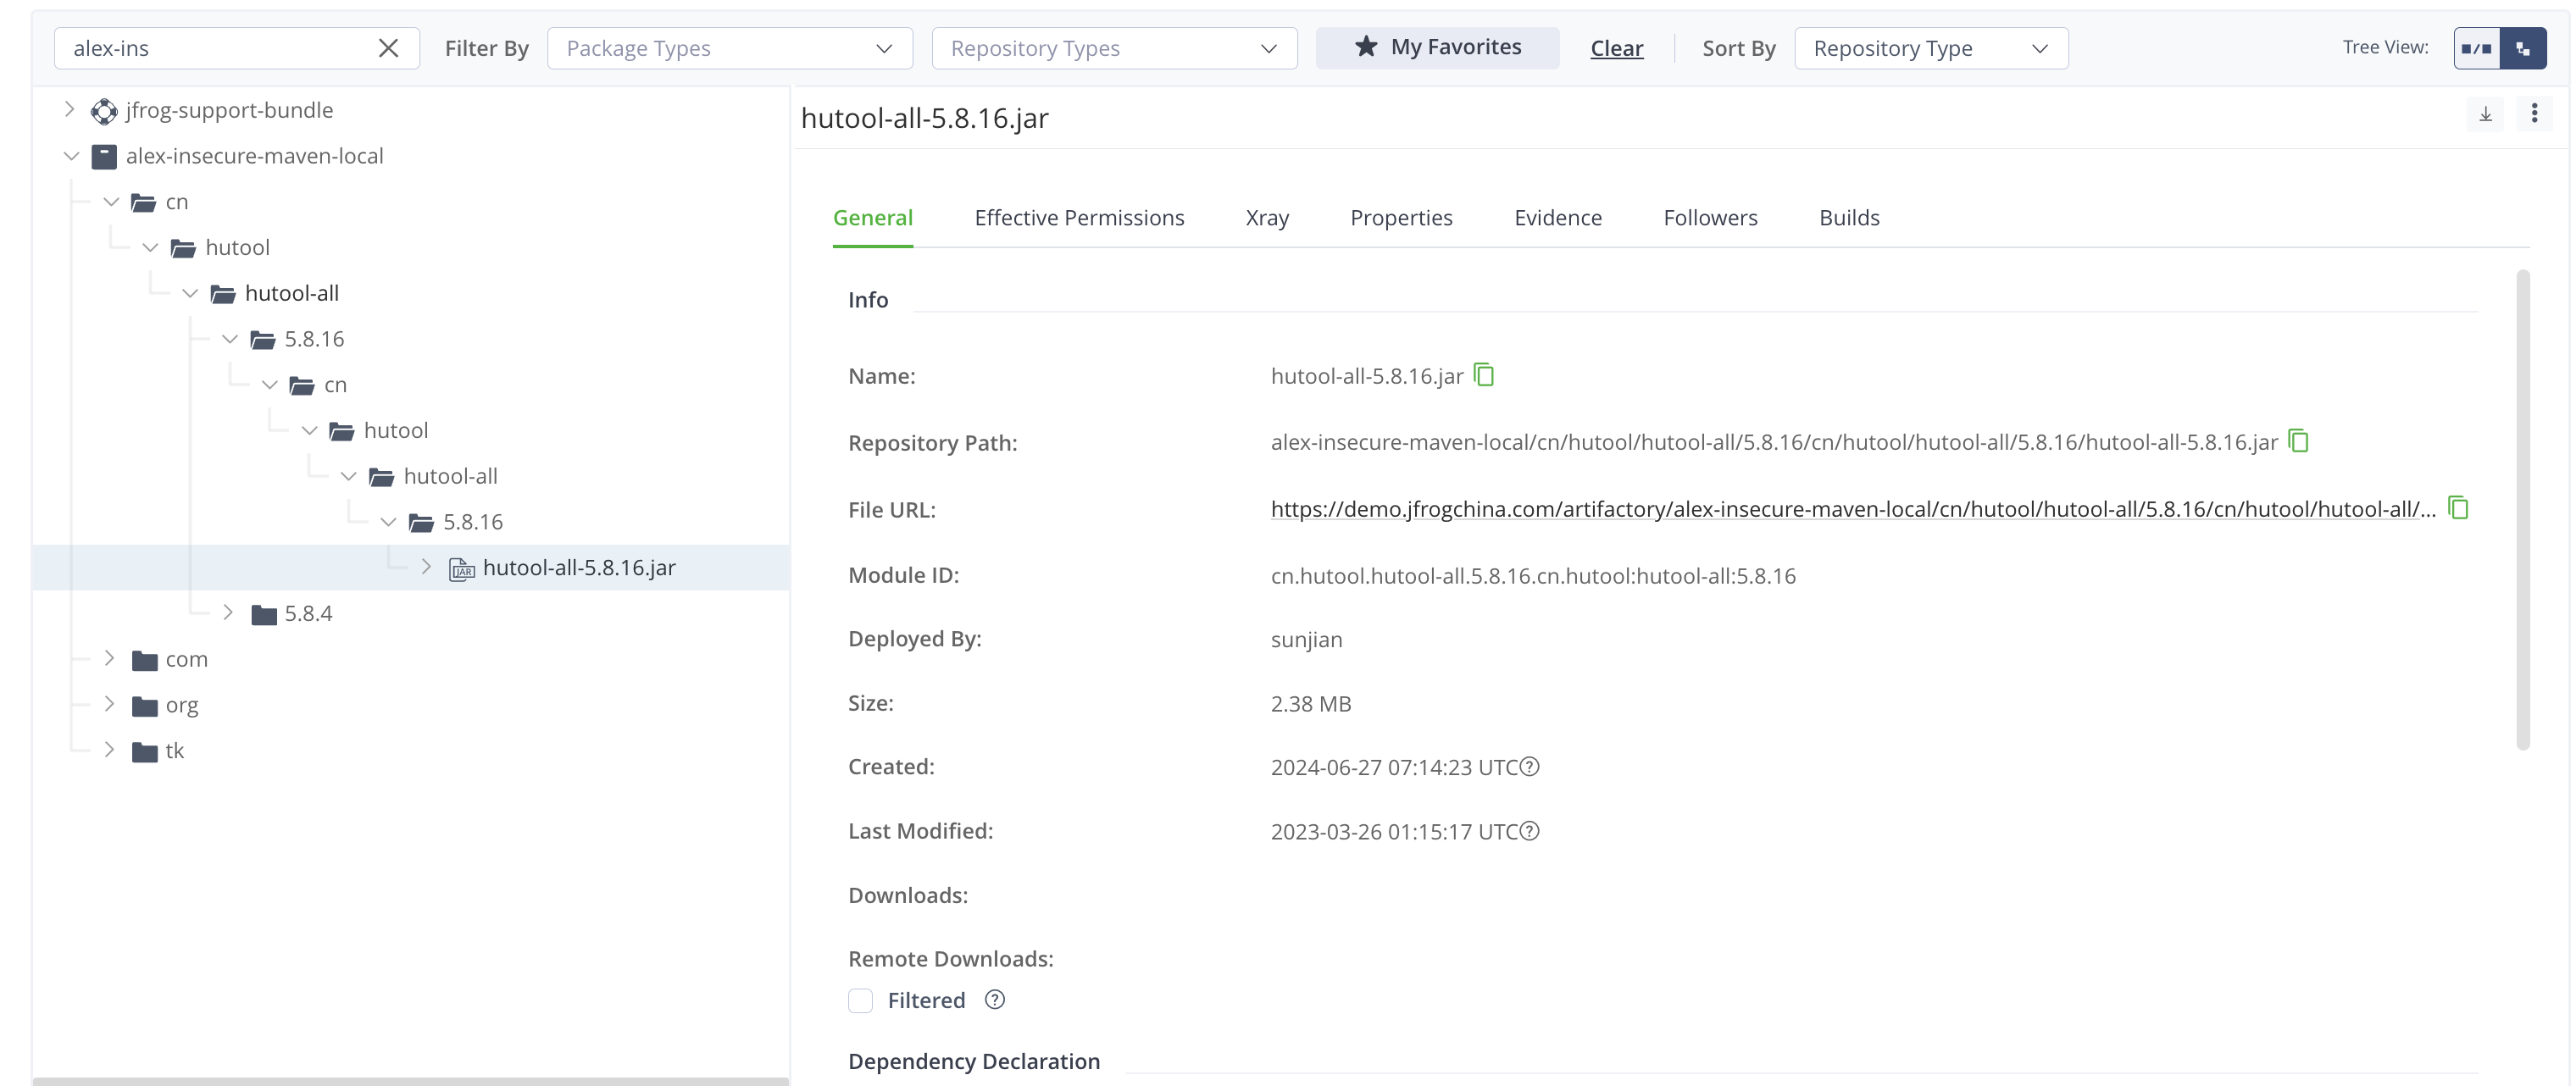 alex-ins
Filter By
Package Types
Repository Types
My Favorites
Clear
Sort By
Repository Type
Tree View:
jfrog-support-bundle
alex-insecure-maven-local
cn
hutool
hutool-all
5.8.16
cn
hutool
hutool-all
5.8.16
hutool-all-5.8.16.jar
5.8.4
com
org
tk
hutool-all-5.8.16.jar
General
Effective Permissions
Xray
Properties
Evidence
Followers
Builds
Info
Name: hutool-all-5.8.16.jar
Repository Path: alex-insecure-maven-local/cn/hutool/hutool-all/5.8.16/cn/hutool/hutool-all/5.8.16/hutool-all-5.8.16.jar
File URL: https://demo.jfrogchina.com/artifactory/alex-insecure-maven-local/cn/hutool/hutool-all/5.8.16/cn/hutool/hutool-all/...
Module ID: cn.hutool.hutool-all.5.8.16.cn.hutool:hutool-all:5.8.16
Deployed By: sunjian
Size: 2.38 MB
Created: 2024-06-27 07:14:23 UTC
Last Modified: 2023-03-26 01:15:17 UTC
Downloads:
Remote Downloads:
Filtered
Dependency Declaration